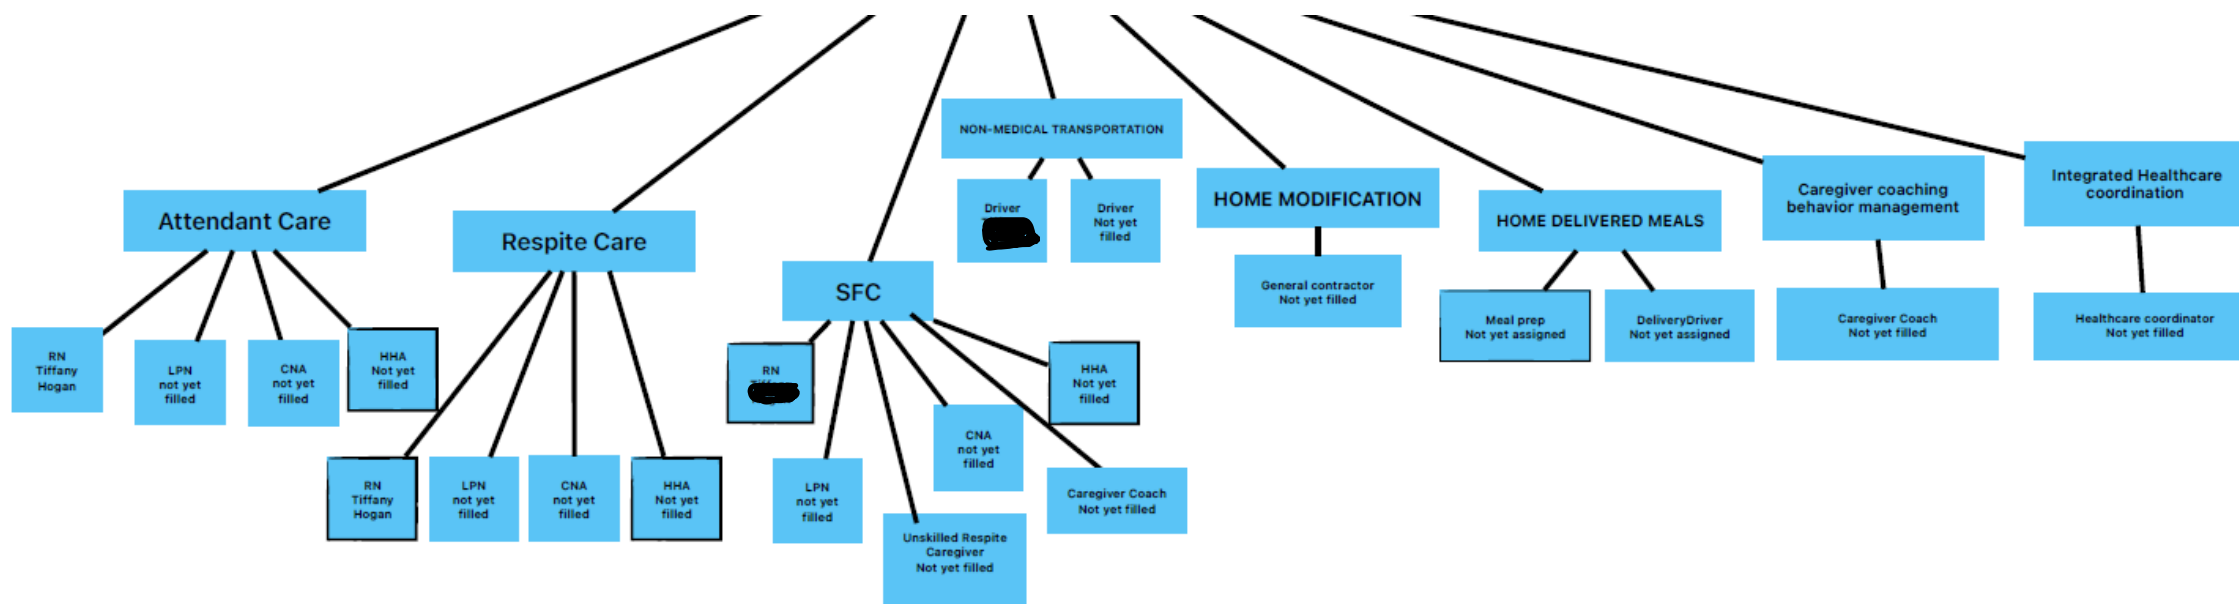 NON-MEDICAL TRANSPORTATION
Driver
Driver
Not yet
filled
HOME MODIFICATION
General contractor
Not yet filled
HOME DELIVERED MEALS
Meal prep
Not yet assigned
DeliveryDriver
Not yet assigned
Caregiver coaching
behavior management
Caregiver Coach
Not yet filled
Integrated Healthcare
coordination
Healthcare coordinator
Not yet filled
Attendant Care
RN
Tiffany
Hogan
LPN
not yet
filled
CNA
not yet
filled
HHA
Not yet
filled
Respite Care
RN
Tiffany
Hogan
LPN
not yet
filled
CNA
not yet
filled
HHA
Not yet
filled
SFC
RN
LPN
not yet
filled
Unskilled Respite
Caregiver
Not yet filled
CNA
not yet
filled
Caregiver Coach
Not yet filled
HHA
Not yet
filled